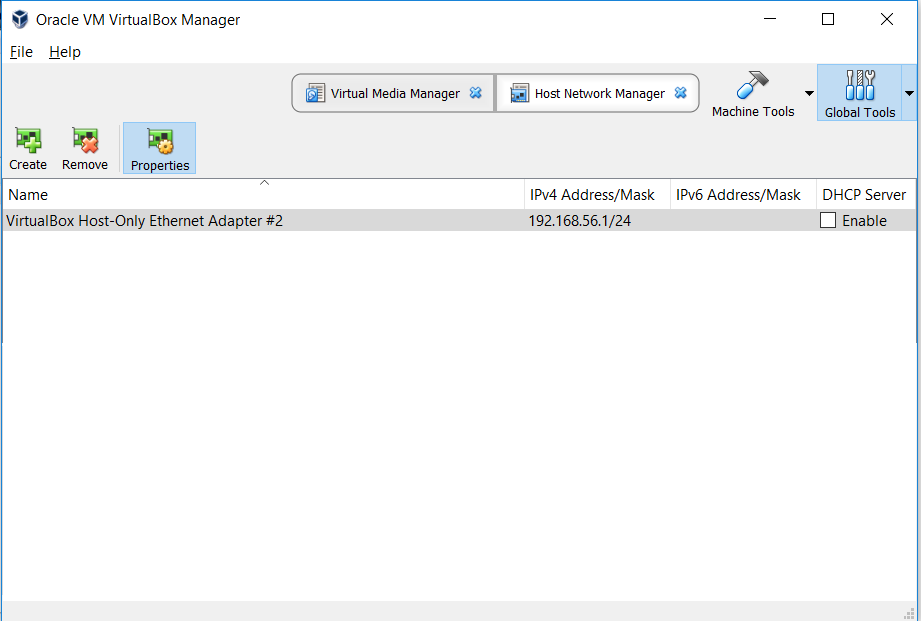 Oracle VM VirtualBox Manager
File Help
Virtual Media Manager Host Network Manager Machine Tools Global Tools
Create Remove Properties
Name IPv4 Address/Mask IPv6 Address/Mask DHCP Server
VirtualBox Host-Only Ethernet Adapter #2 192.168.56.1/24 Enable